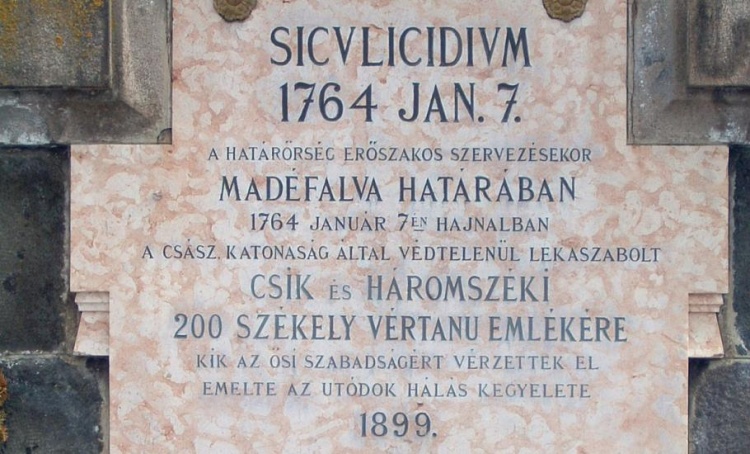 SICVLICIDIVM
1764 JAN. 7.
A HATÁRŐRSÉG ERŐSZAKOS SZERVEZÉSEKOR
MADÉFALVA HATÁRÁBAN
1764 JANUÁR 7ÉN HAJNALBAN
A CSÁSZ. KATONASÁG ÁLTAL VÉDTELENÜL LEKASZABOLT
CSÍK ÉS HÁROMSZÉKI
200 SZÉKELY VÉRTANU EMLÉKÉRE
KIK AZ ŐSI SZABADSÁGÉRT VÉRZETTEK EL
EMELTE AZ UTÓDOK HÁLÁS KEGYELETE
1899.